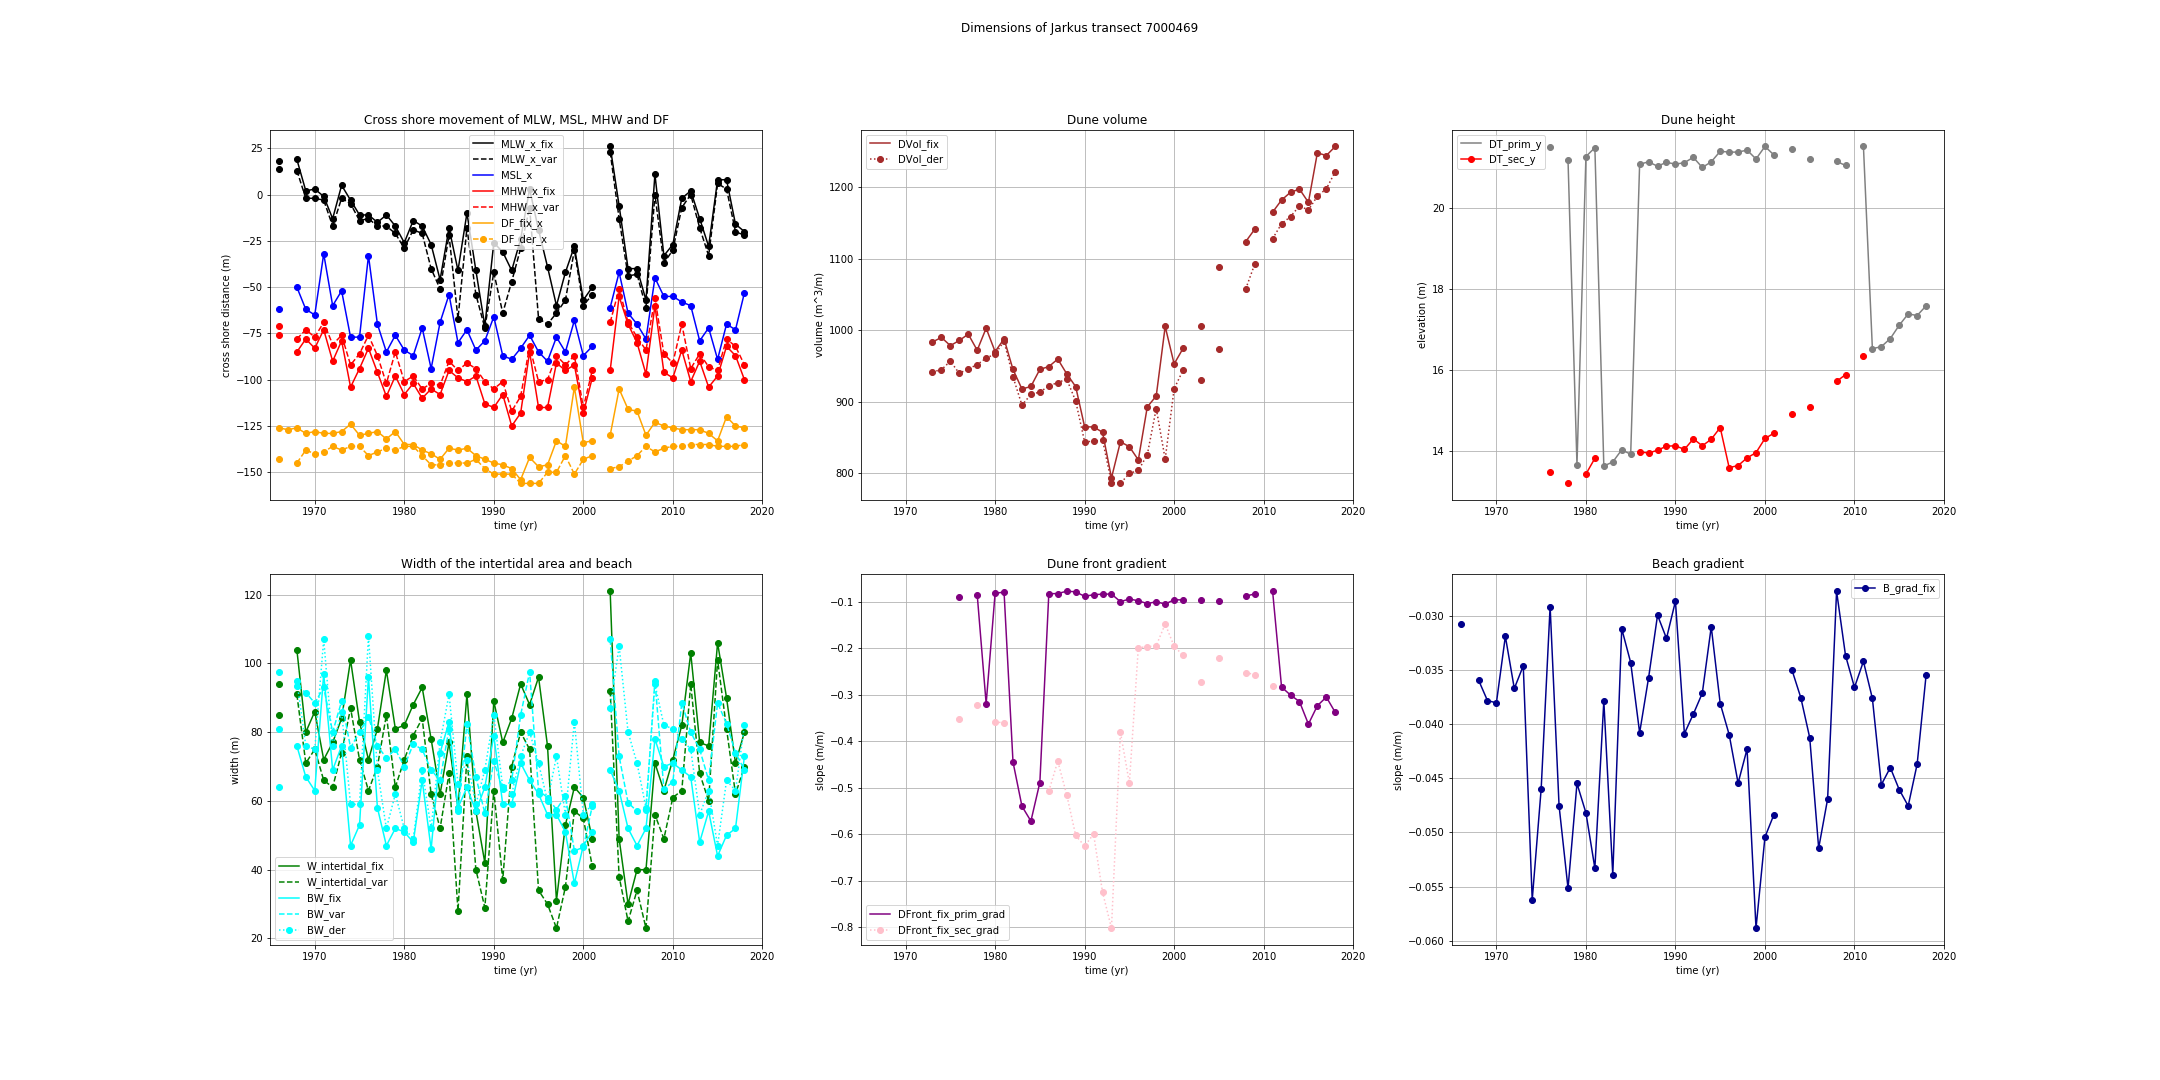 Dimensions of Jarkus transect 7000469
Cross shore movement of MLW, MSL, MHW and DF
cross shore distance (m)
25
0
−25
−50
−75
−100
−125
−150
MLW_x_fix
MLW_x_var
MSL_x
MHW_x_fix
MHW_x_var
DF_fix_x
DF_der_x
1970 1980 1990 2000 2010 2020
time (yr)
Dune volume
volume (m^3/m)
1200
1100
1000
900
800
DVol_fix
DVol_der
1970 1980 1990 2000 2010 2020
time (yr)
Dune height
elevation (m)
20
18
16
14
DT_prim_y
DT_sec_y
1970 1980 1990 2000 2010 2020
time (yr)
Width of the intertidal area and beach
width (m)
120
100
80
60
40
20
W_intertidal_fix
W_intertidal_var
BW_fix
BW_var
BW_der
1970 1980 1990 2000 2010 2020
time (yr)
Dune front gradient
slope (m/m)
−0.1
−0.2
−0.3
−0.4
−0.5
−0.6
−0.7
−0.8
DFront_fix_prim_grad
DFront_fix_sec_grad
1970 1980 1990 2000 2010 2020
time (yr)
Beach gradient
slope (m/m)
−0.030
−0.035
−0.040
−0.045
−0.050
−0.055
−0.060
B_grad_fix
1970 1980 1990 2000 2010 2020
time (yr)